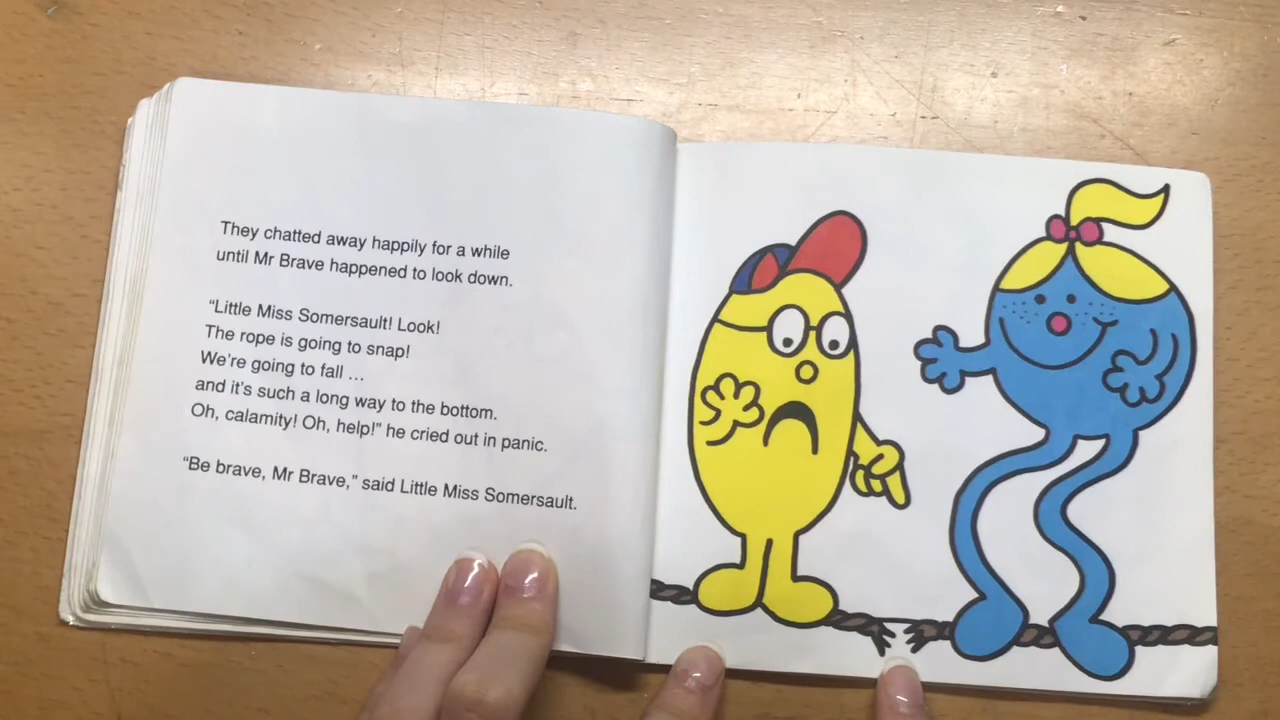 They chatted away happily for a while
until Mr Brave happened to look down.
“Little Miss Somersault! Look!
The rope is going to snap!
We’re going to fall …
and it’s such a long way to the bottom.
Oh, calamity! Oh, help!” he cried out in panic.
“Be brave, Mr Brave,” said Little Miss Somersault.